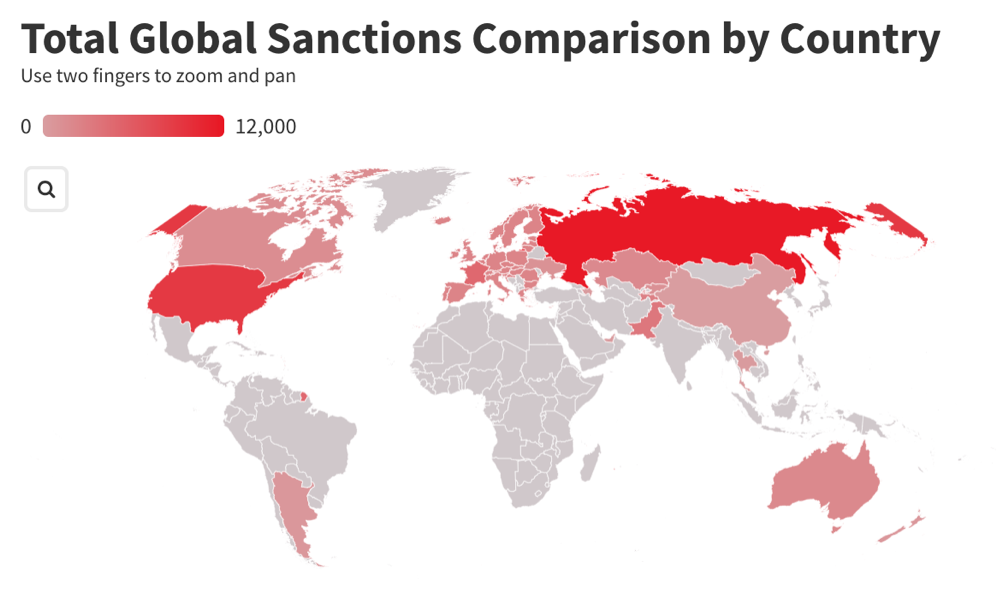 Total Global Sanctions Comparison by Country
Use two fingers to zoom and pan
0 12,000